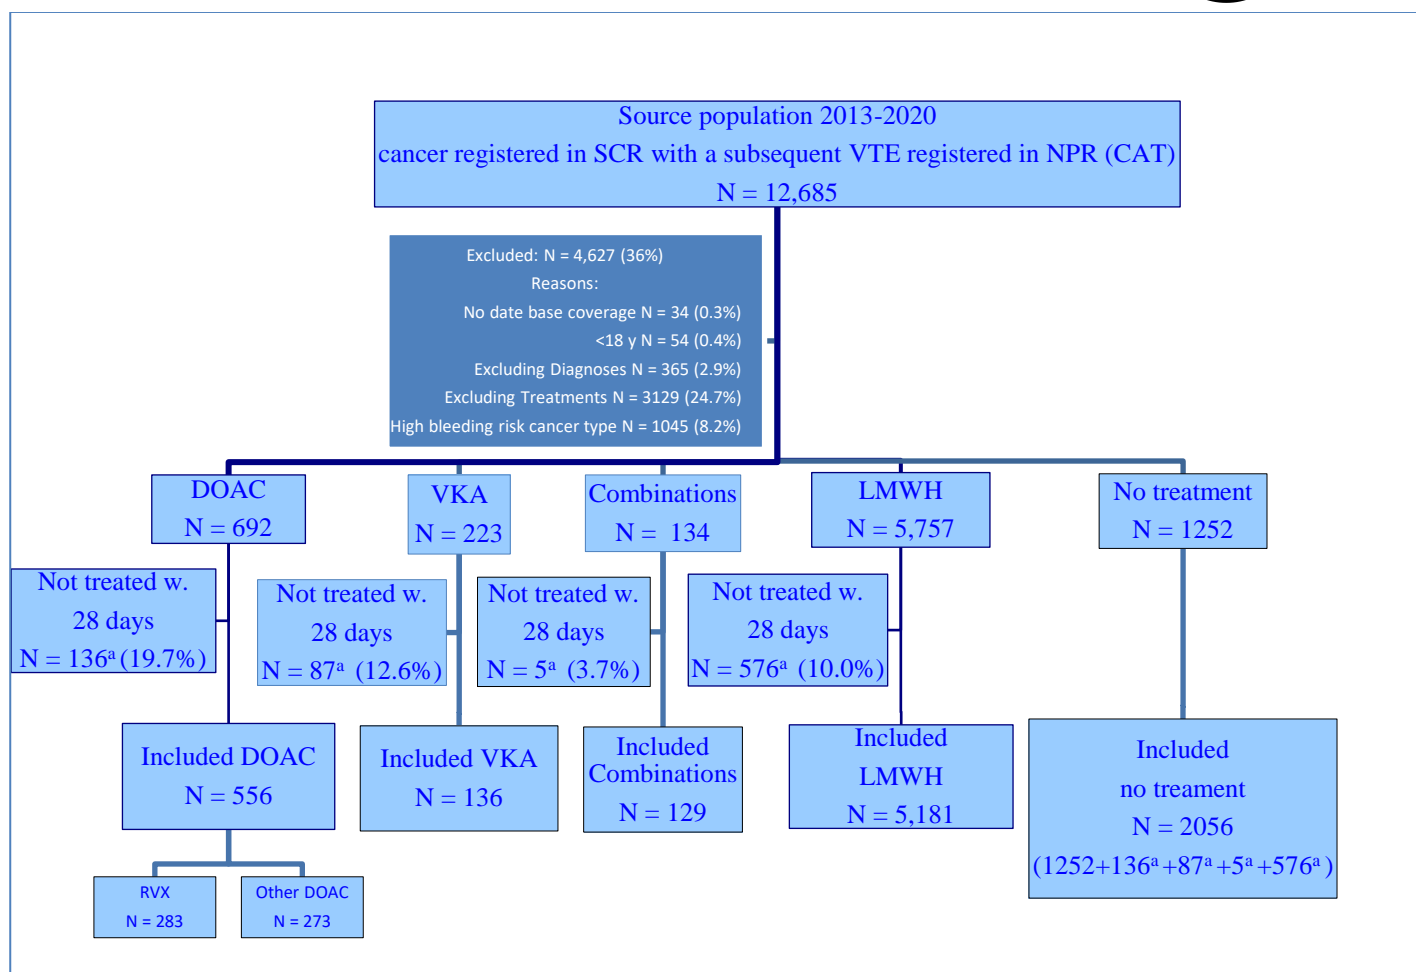 Source population 2013-2020
cancer registered in SCR with a subsequent VTE registered in NPR (CAT)
N = 12,685
Excluded: N = 4,627 (36%)
Reasons:
No date base coverage N = 34 (0.3%)
<18 y N = 54 (0.4%)
Excluding Diagnoses N = 365 (2.9%)
Excluding Treatments N = 3129 (24.7%)
High bleeding risk cancer type N = 1045 (8.2%)
DOAC
N = 692
VKA
N = 223
Combinations
N = 134
LMWH
N = 5,757
No treatment
N = 1252
Not treated w.
28 days
N = 136ᵃ (19.7%)
Not treated w.
28 days
N = 87ᵃ (12.6%)
Not treated w.
28 days
N = 5ᵃ (3.7%)
Not treated w.
28 days
N = 576ᵃ (10.0%)
Included DOAC
N = 556
Included VKA
N = 136
Included
Combinations
N = 129
Included
LMWH
N = 5,181
Included
no treament
N = 2056
(1252+136ᵃ+87ᵃ+5ᵃ+576ᵃ)
RVX
N = 283
Other DOAC
N = 273